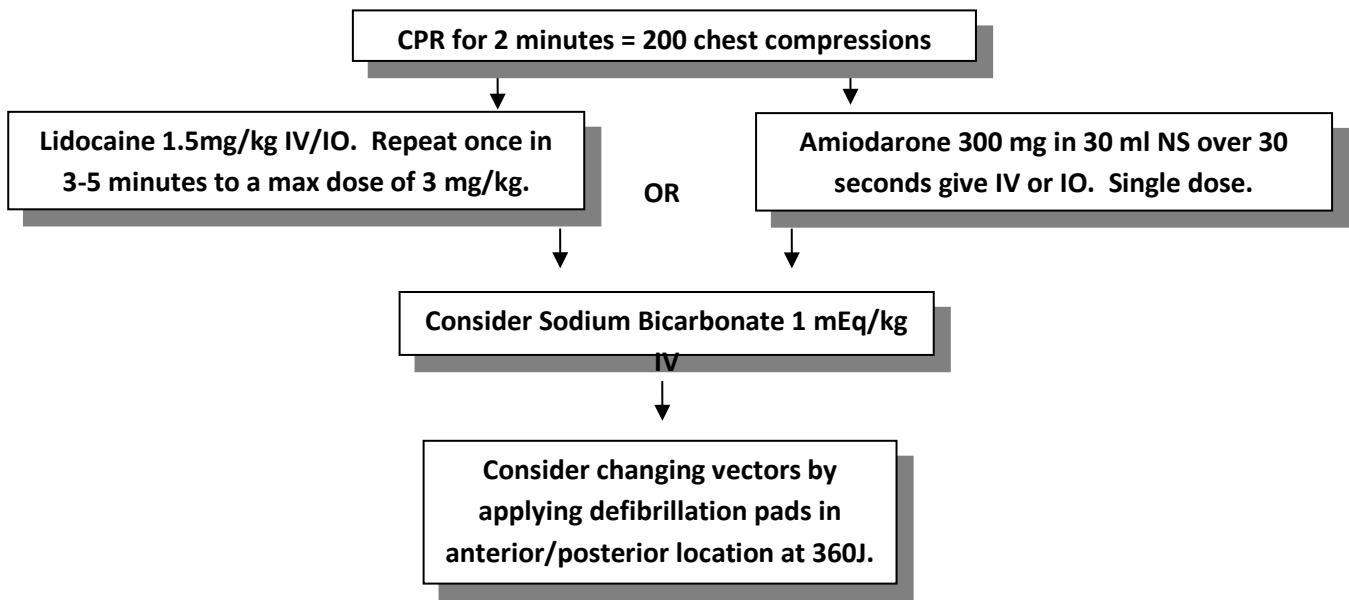 CPR for 2 minutes = 200 chest compressions
Lidocaine 1.5mg/kg IV/IO.  Repeat once in
3-5 minutes to a max dose of 3 mg/kg.
OR
Amiodarone 300 mg in 30 ml NS over 30
seconds give IV or IO.  Single dose.
Consider Sodium Bicarbonate 1 mEq/kg
IV
Consider changing vectors by
applying defibrillation pads in
anterior/posterior location at 360J.